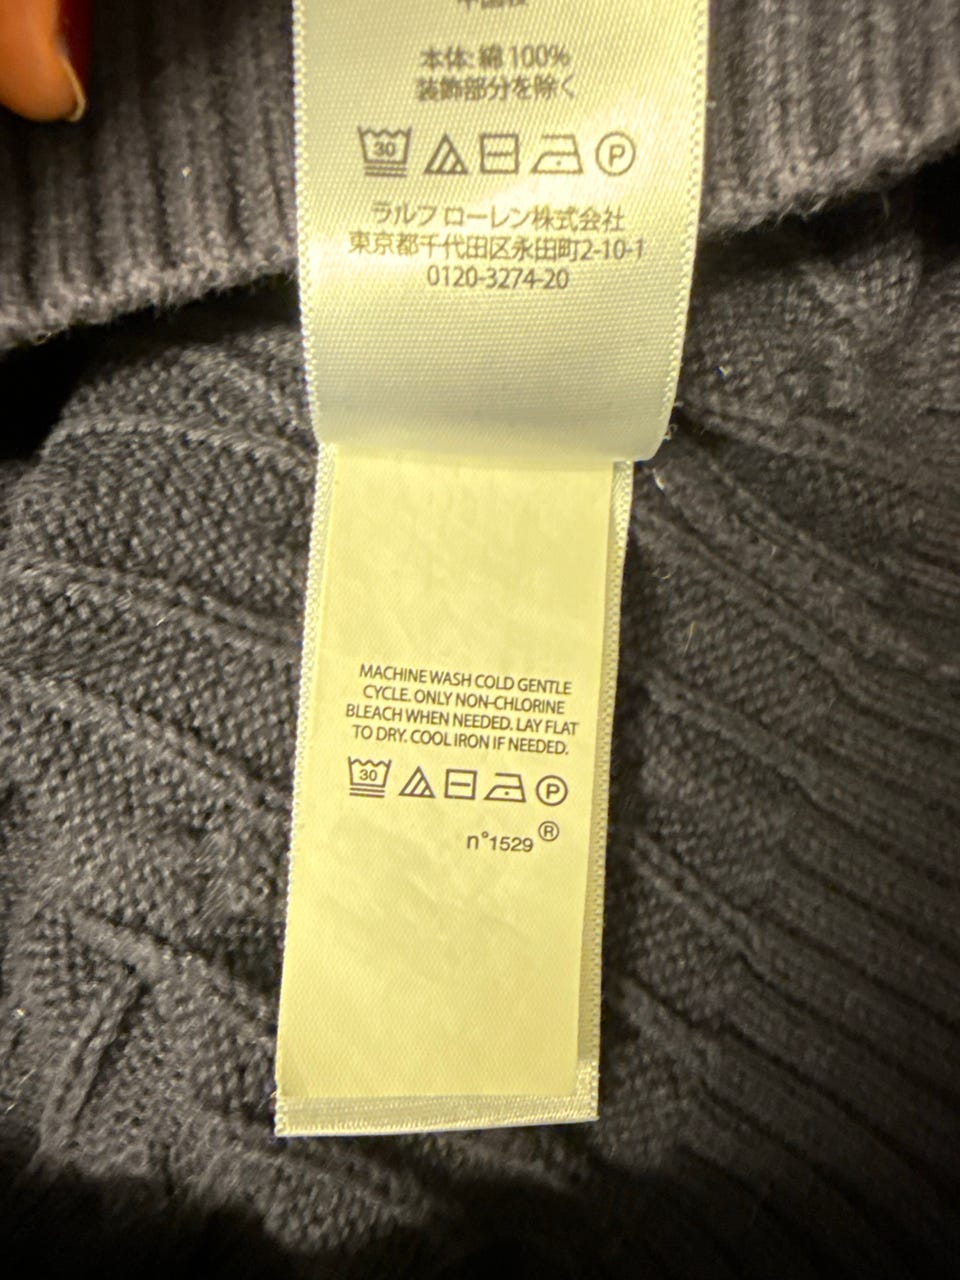 本体: 綿 100%
装飾部分を除く
30 P
ラルフ ローレン株式会社
東京都千代田区永田町2-10-1
0120-3274-20
MACHINE WASH COLD GENTLE
CYCLE. ONLY NON-CHLORINE
BLEACH WHEN NEEDED. LAY FLAT
TO DRY. COOL IRON IF NEEDED.
30 P
n°1529 ®